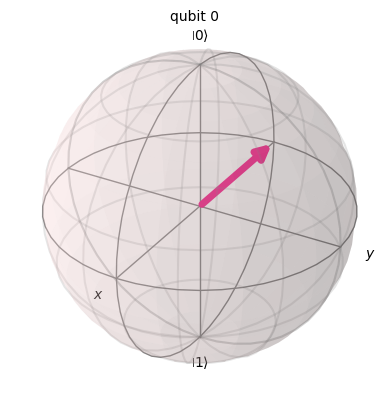 qubit 0
|0⟩
x
y
|1⟩